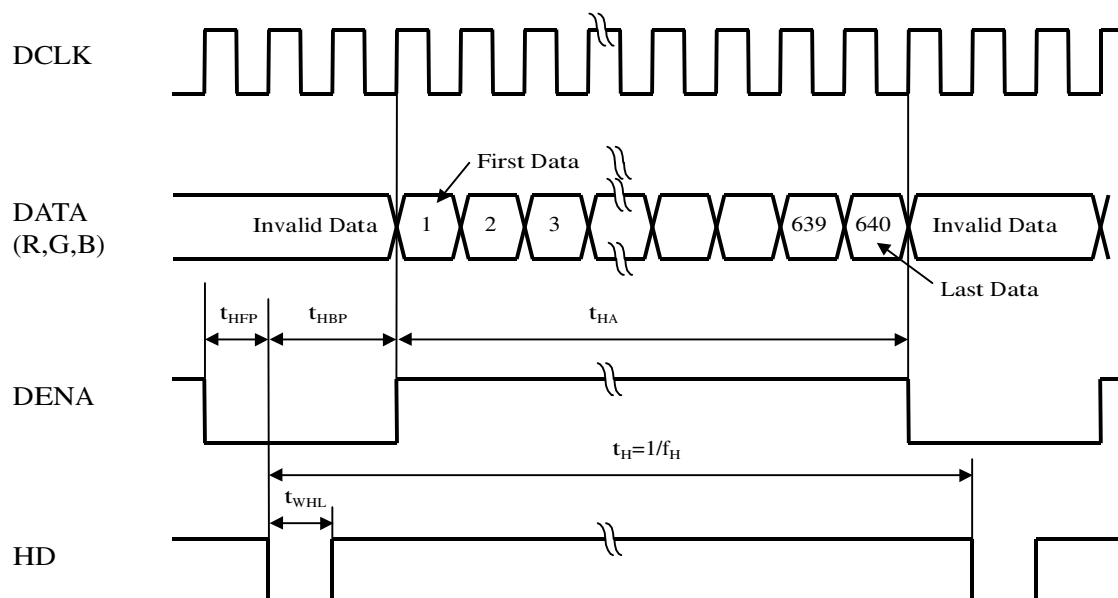 DCLK
First Data
DATA
(R,G,B)
Invalid Data 1 2 3 639 640 Invalid Data
Last Data
tHFP tHBP tHA
DENA
tH=1/fH
tWHL
HD